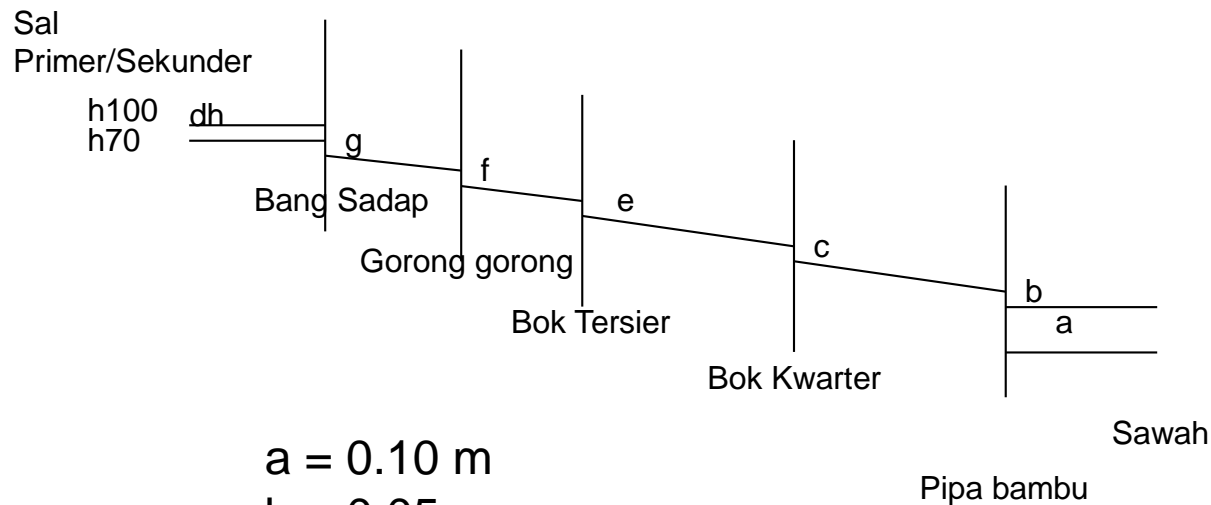 Sal
Primer/Sekunder
h100 dh
h70
g
f
Bang Sadap
e
Gorong gorong
c
Bok Tersier
b
a
Bok Kwarter
Sawah
a = 0.10 m
Pipa bambu